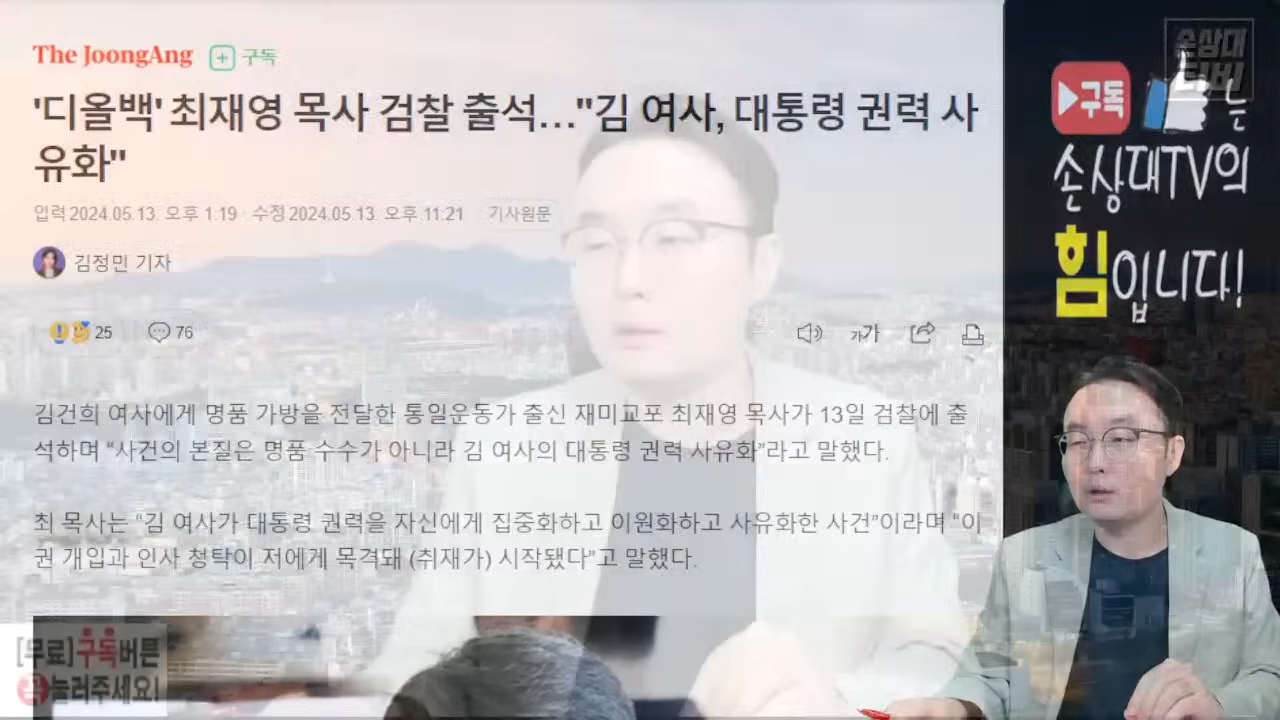 The JoongAng
구독
'디올백' 최재영 목사 검찰 출석…"김 여사, 대통령 권력 사
유화"
입력 2024.05.13. 오후 1:19 · 수정 2024.05.13. 오후 11:21
기사원문
김정민 기자
25
76
가가
김건희 여사에게 명품 가방을 전달한 통일운동가 출신 재미교포 최재영 목사가 13일 검찰에 출
석하며 “사건의 본질은 명품 수수가 아니라 김 여사의 대통령 권력 사유화”라고 말했다.
최 목사는 “김 여사가 대통령 권력을 자신에게 집중화하고 이원화하고 사유화한 사건”이라며 “이
권 개입과 인사 청탁이 저에게 목격돼 (취재가) 시작됐다”고 말했다.
[무료]구독버튼
꼭 눌러주세요!
손상대
티비
구독
는
손상대TV의
힘입니다!